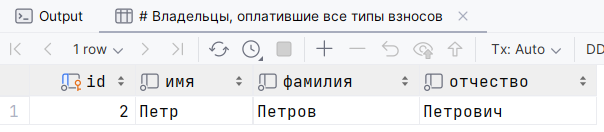 Output # Владельцы, оплатившие все типы взносов
1 row Tx: Auto DD
id имя фамилия отчество
1 2 Петр Петров Петрович